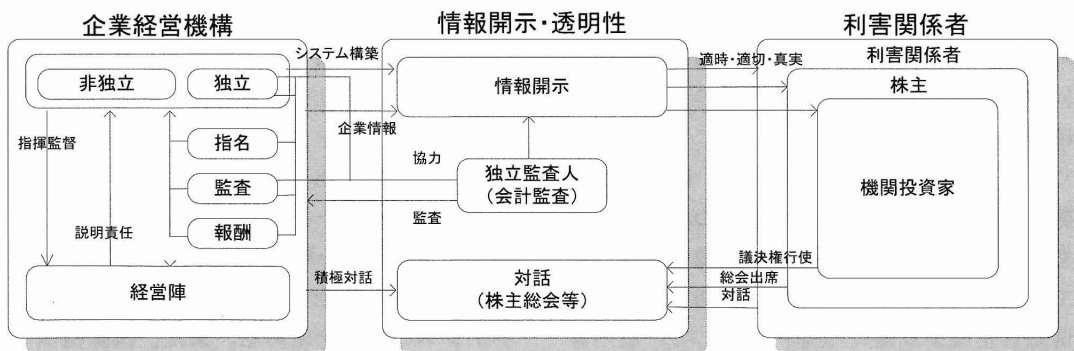 企業経営機構
情報開示・透明性
利害関係者
非独立
独立
指揮監督
説明責任
指名
監査
報酬
経営陣
システム構築
企業情報
協力
監査
積極対話
情報開示
独立監査人
(会計監査)
対話
(株主総会等)
適時・適切・真実
議決権行使
総会出席
対話
利害関係者
株主
機関投資家